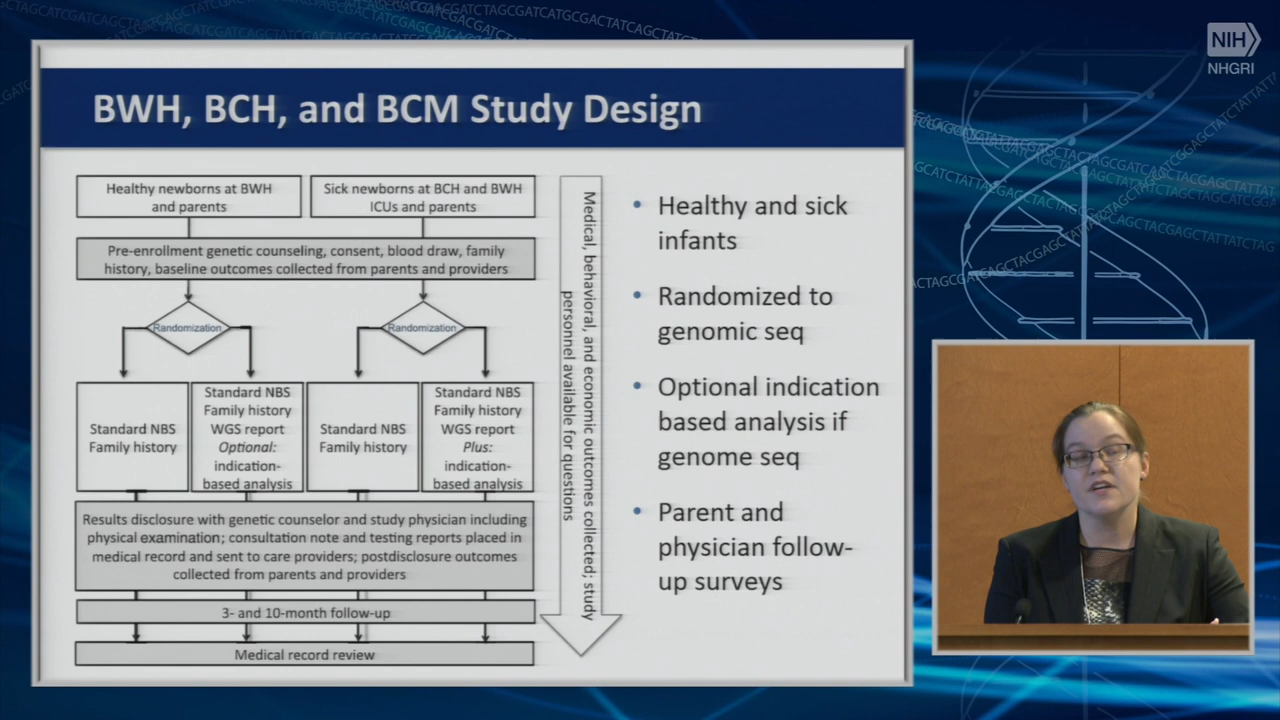 NIH
NHGRI
BWH, BCH, and BCM Study Design
Healthy newborns at BWH
and parents
Sick newborns at BCH and BWH
ICUs and parents
Pre-enrollment genetic counseling, consent, blood draw, family
history, baseline outcomes collected from parents and providers
Randomization
Randomization
Standard NBS
Family history
Standard NBS
Family history
WGS report
Optional:
indication-
based analysis
Standard NBS
Family history
Standard NBS
Family history
WGS report
Plus:
indication-
based analysis
Results disclosure with genetic counselor and study physician including
physical examination; consultation note and testing reports placed in
medical record and sent to care providers; postdisclosure outcomes
collected from parents and providers
3- and 10-month follow-up
Medical record review
Medical, behavioral, and economic outcomes collected; study
personnel available for questions
• Healthy and sick
infants
• Randomized to
genomic seq
• Optional indication
based analysis if
genome seq
• Parent and
physician follow-
up surveys